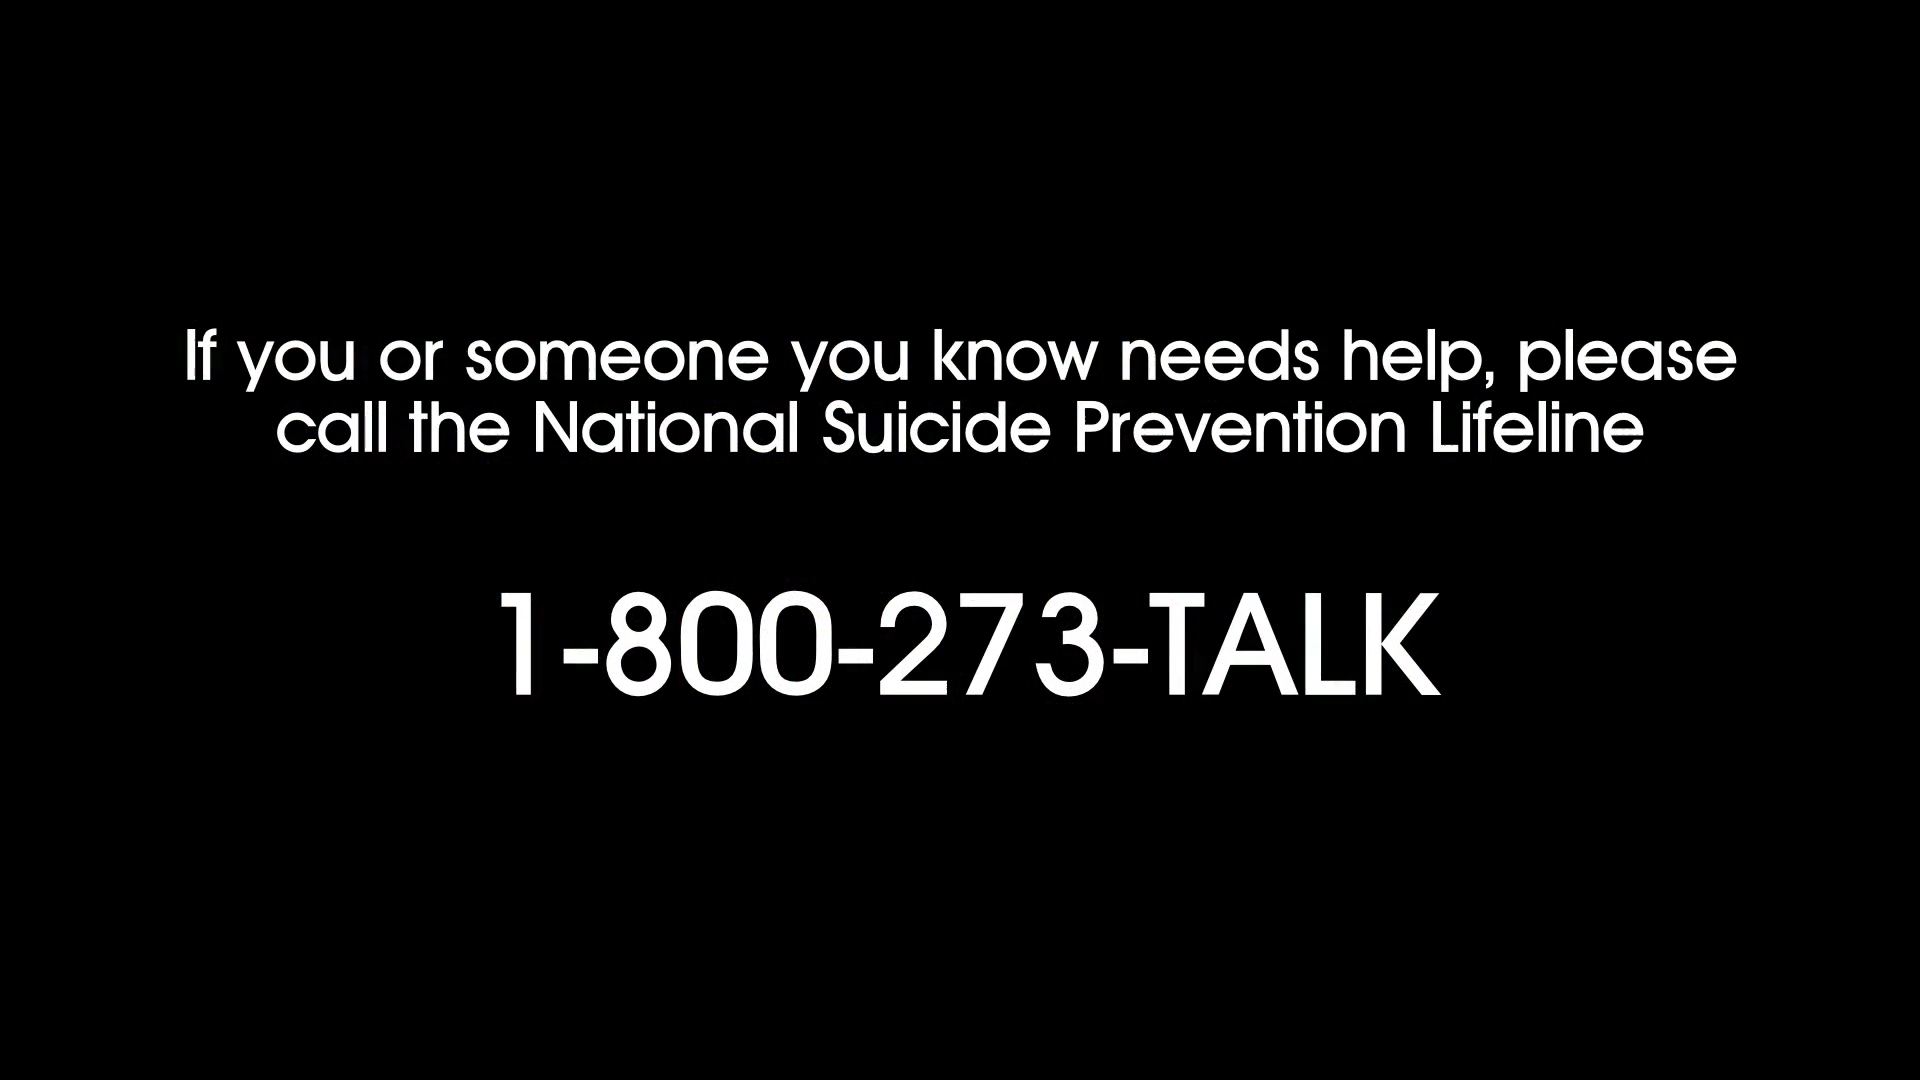 If you or someone you know needs help, please
call the National Suicide Prevention Lifeline
1-800-273-TALK